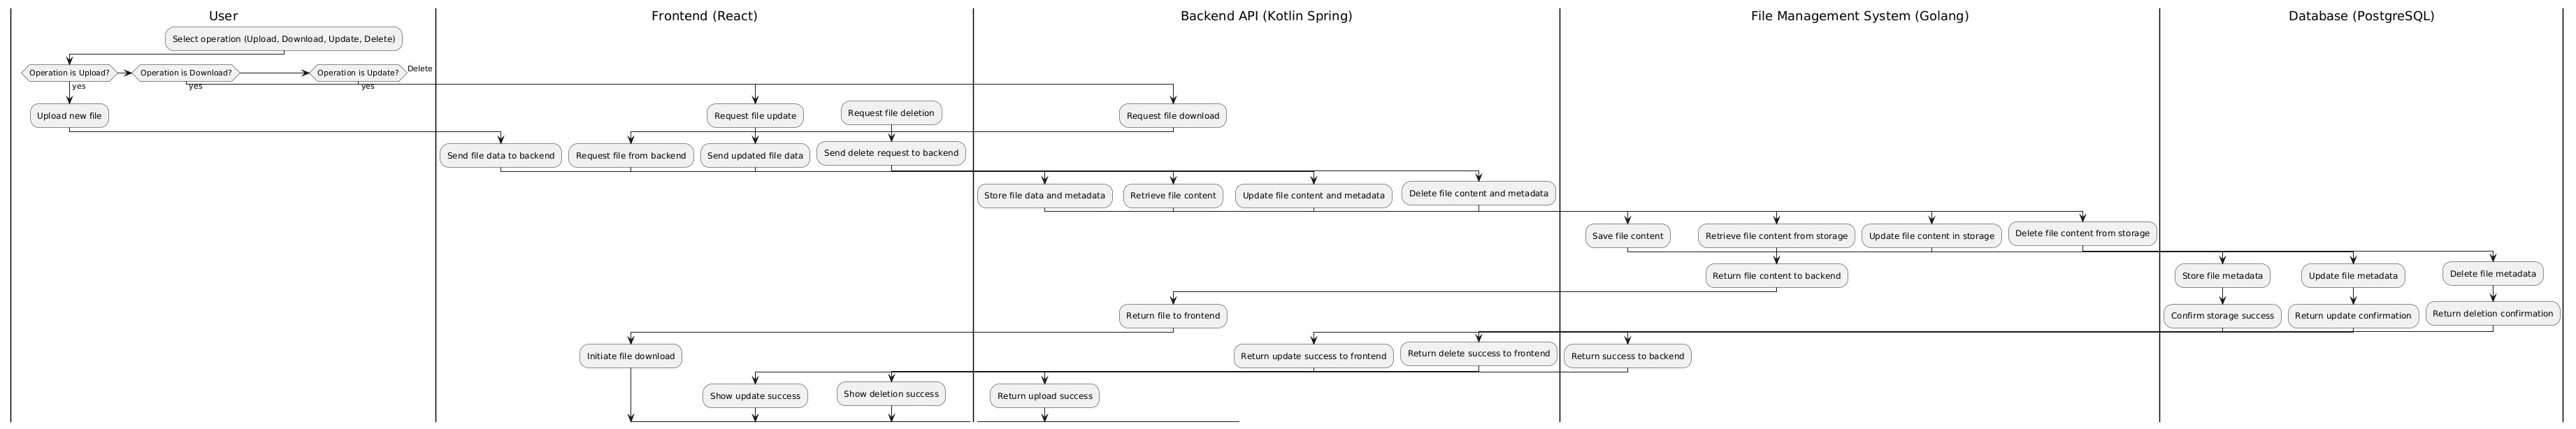 User
Frontend (React)
Backend API (Kotlin Spring)
File Management System (Golang)
Database (PostgreSQL)
Select operation (Upload, Download, Update, Delete)
Operation is Upload?
Operation is Download?
Operation is Update?
Delete
yes
yes
yes
Upload new file
Request file update
Request file deletion
Request file download
Send file data to backend
Request file from backend
Send updated file data
Send delete request to backend
Store file data and metadata
Retrieve file content
Update file content and metadata
Delete file content and metadata
Save file content
Retrieve file content from storage
Update file content in storage
Delete file content from storage
Return file content to backend
Store file metadata
Update file metadata
Delete file metadata
Return file to frontend
Confirm storage success
Return update confirmation
Return deletion confirmation
Initiate file download
Return update success to frontend
Return delete success to frontend
Return success to backend
Show update success
Show deletion success
Return upload success